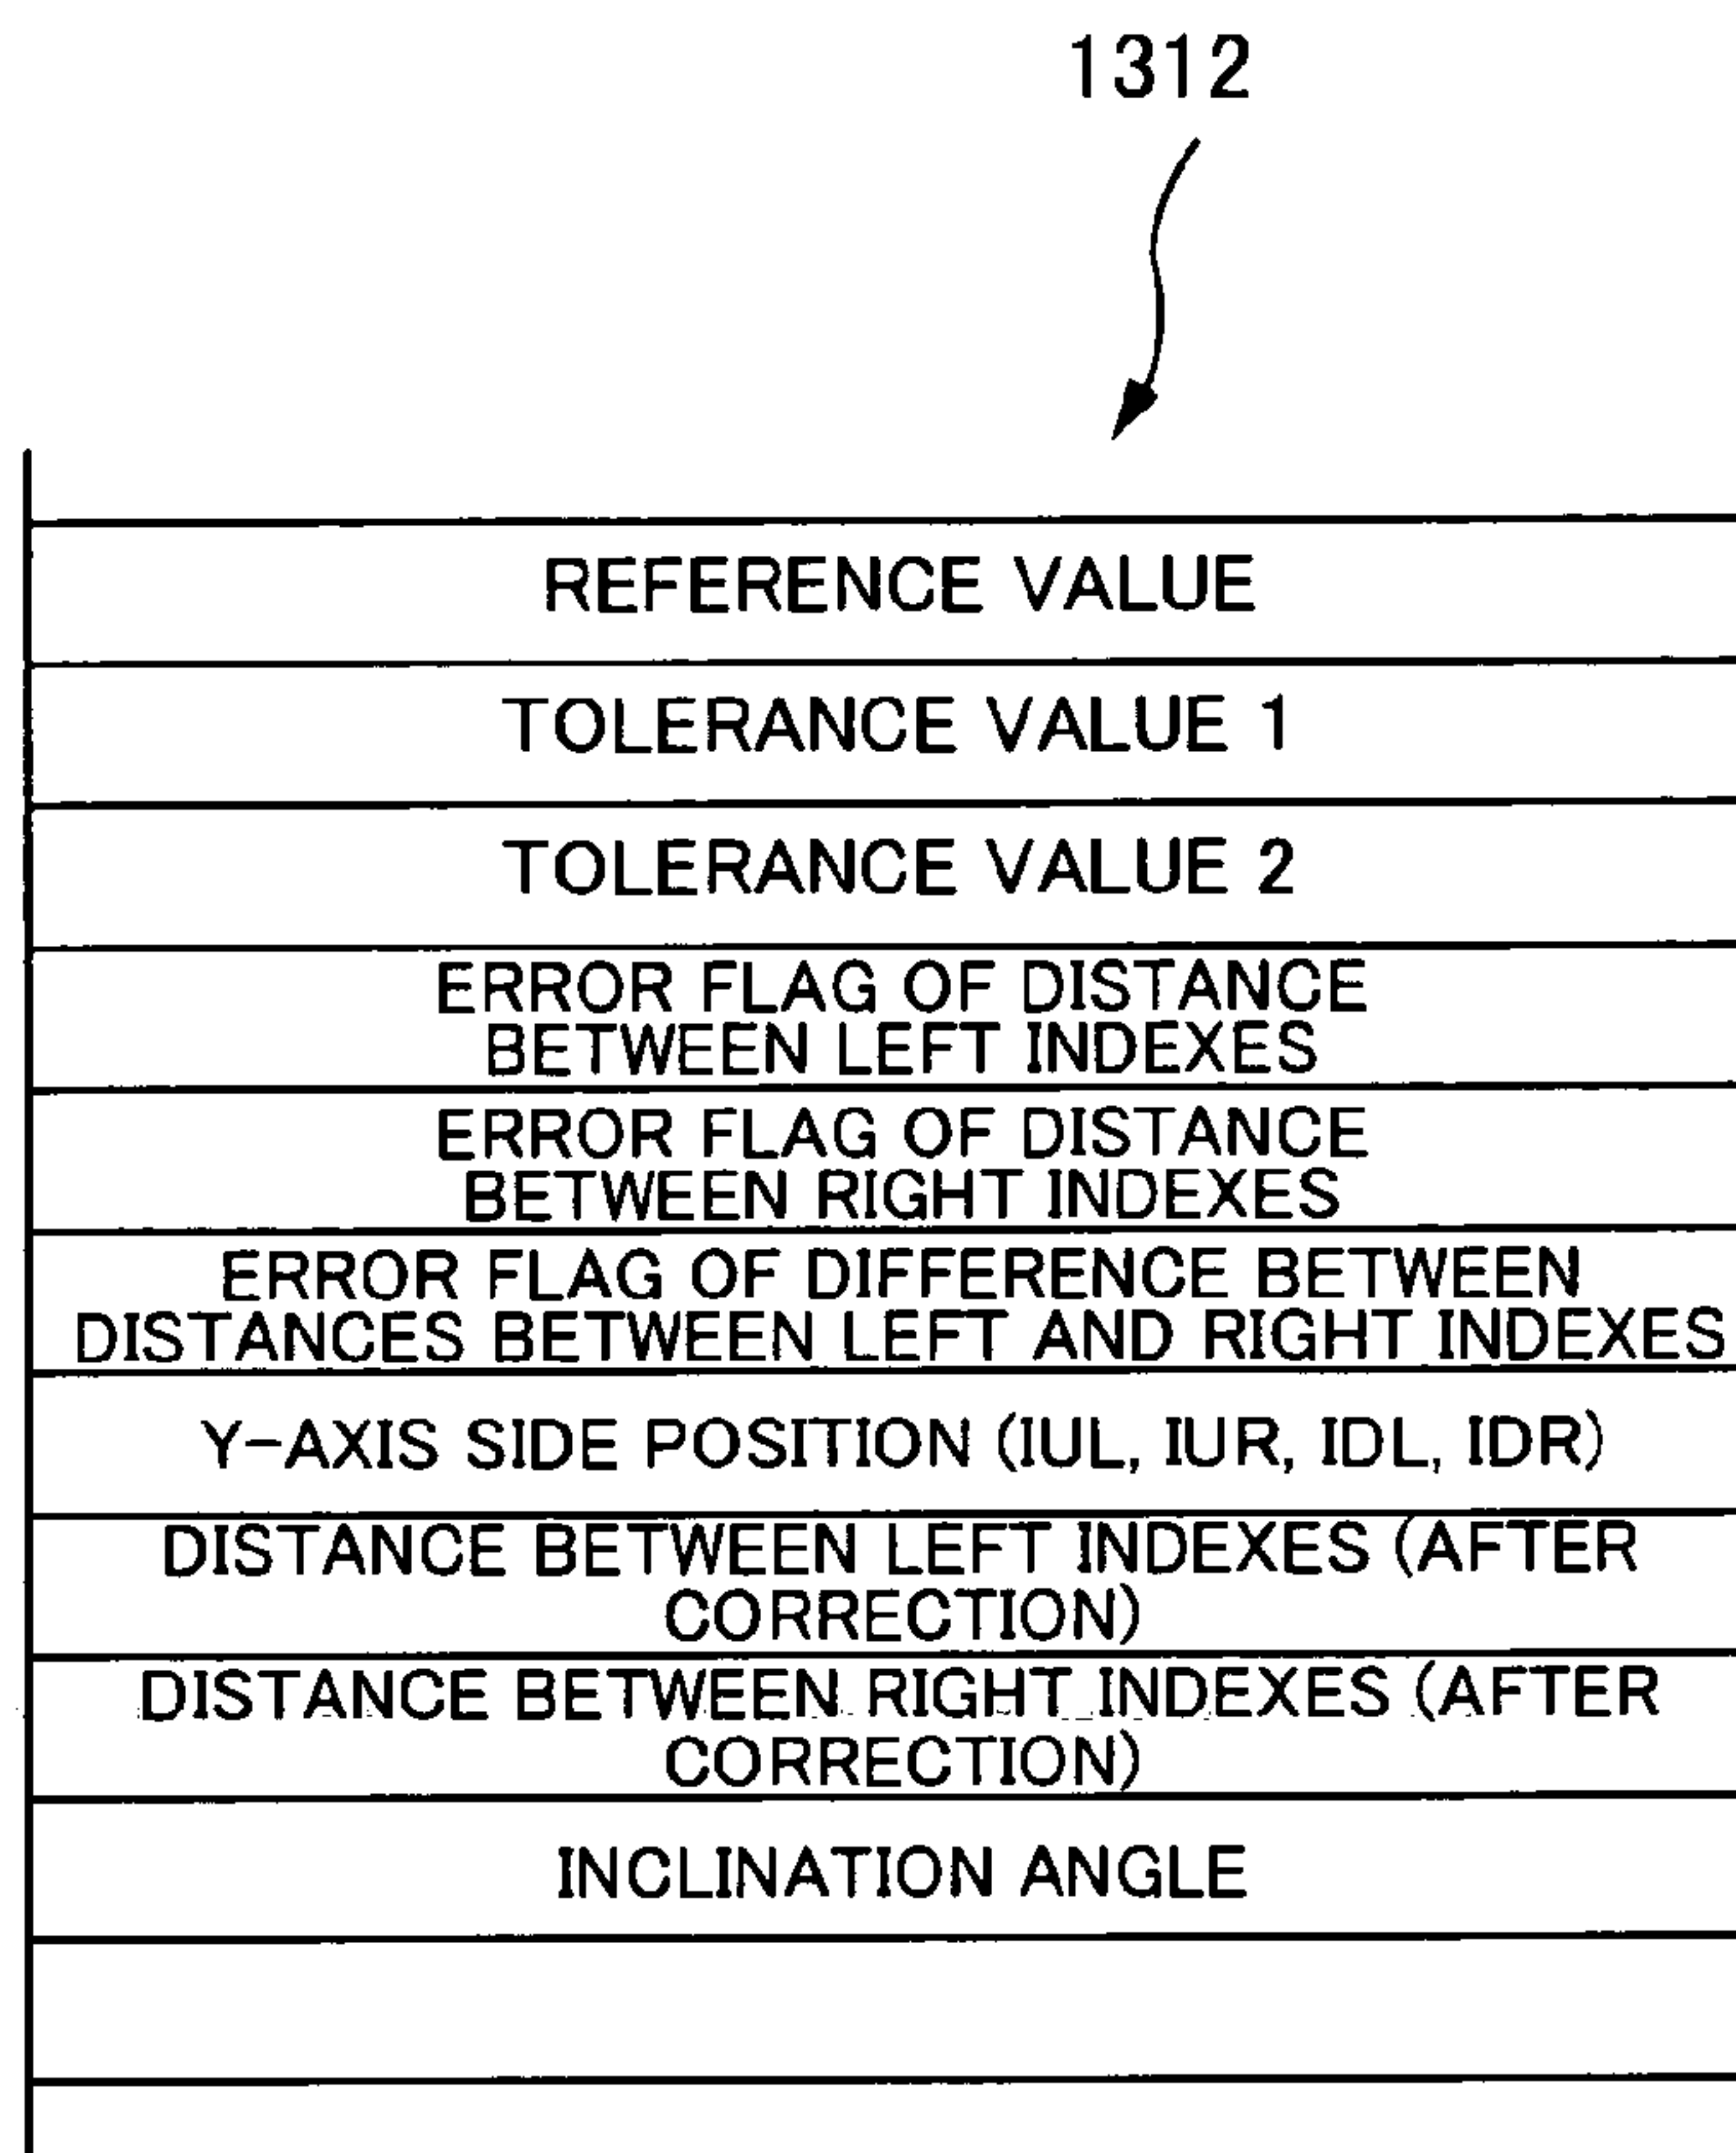 1312
REFERENCE VALUE
TOLERANCE VALUE 1
TOLERANCE VALUE 2
ERROR FLAG OF DISTANCE
BETWEEN LEFT INDEXES
ERROR FLAG OF DISTANCE
BETWEEN RIGHT INDEXES
ERROR FLAG OF DIFFERENCE BETWEEN
DISTANCES BETWEEN LEFT AND RIGHT INDEXES
Y-AXIS SIDE POSITION (IUL, IUR, IDL, IDR)
DISTANCE BETWEEN LEFT INDEXES (AFTER
CORRECTION)
DISTANCE BETWEEN RIGHT INDEXES (AFTER
CORRECTION)
INCLINATION ANGLE